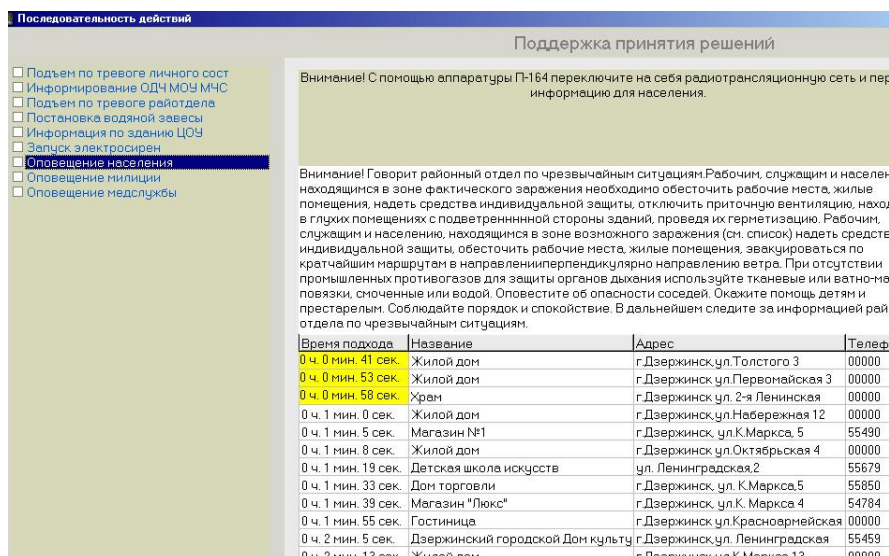 Последовательность действий
Поддержка принятия решений
Подъем по тревоге личного сост
Информирование ОДЧ МОУ МЧС
Подъем по тревоге райотдела
Постановка водяной завесы
Информация по зданию ЦОУ
Запуск электросирен
Оповещение населения
Оповещение милиции
Оповещение медслужбы
Внимание! С помощью аппаратуры П-164 переключите на себя радиотрансляционную сеть и пер
информацию для населения.
Внимание! Говорит районный отдел по чрезвычайным ситуациям.Рабочим, служащим и населен
находящимся в зоне фактического заражения необходимо обесточить рабочие места, жилые
помещения, надеть средства индивидуальной защиты, отключить приточную вентиляцию, наход
в глухих помещениях с подветреннннной стороны зданий, проведя их герметизацию. Рабочим,
служащим и населению, находящимся в зоне возможного заражения (см. список) надеть средств
индивидуальной защиты, обесточить рабочие места, жилые помещения, эвакуироваться по
кратчайшим маршрутам в направленииперпендикулярно направлению ветра. При отсутствии
промышленных противогазов для защиты органов дыхания используйте тканевые или ватно-ма
повязки, смоченные или водой. Оповестите об опасности соседей. Окажите помощь детям и
престарелым. Соблюдайте порядок и спокойствие. В дальнейшем следите за информацией рай
отдела по чрезвычайным ситуациям.
Время подхода Название Адрес Телеф
0 ч. 0 мин. 41 сек. Жилой дом г.Дзержинск,ул.Толстого 3 00000
0 ч. 0 мин. 53 сек. Жилой дом г.Дзержинск,ул.Первомайская 3 00000
0 ч. 0 мин. 58 сек. Храм г.Дзержинск ул. 2-я Ленинская 00000
0 ч. 1 мин. 0 сек. Жилой дом г.Дзержинск,ул.Набережная 12 00000
0 ч. 1 мин. 5 сек. Магазин №1 г.Дзержинск, ул.К.Маркса, 5 55490
0 ч. 1 мин. 8 сек. Жилой дом г.Дзержинск ул.Октябрьская 4 00000
0 ч. 1 мин. 19 сек. Детская школа искусств ул. Ленинградская,2 55679
0 ч. 1 мин. 33 сек. Дом торговли г.Дзержинск, ул. К.Маркса,5 55850
0 ч. 1 мин. 39 сек. Магазин "Люкс" г.Дзержинск, ул.К. Маркса 4 54784
0 ч. 1 мин. 55 сек. Гостиница г.Дзержинск ул.Красноармейская 00000
0 ч. 2 мин. 5 сек. Дзержинский городской Дом культу г.Дзержинск,ул. Ленинградская 55459
0 ч. 2 мин. 13 сек. Жилой дом г.Дзержинск ул.К.Маркса 13 00000